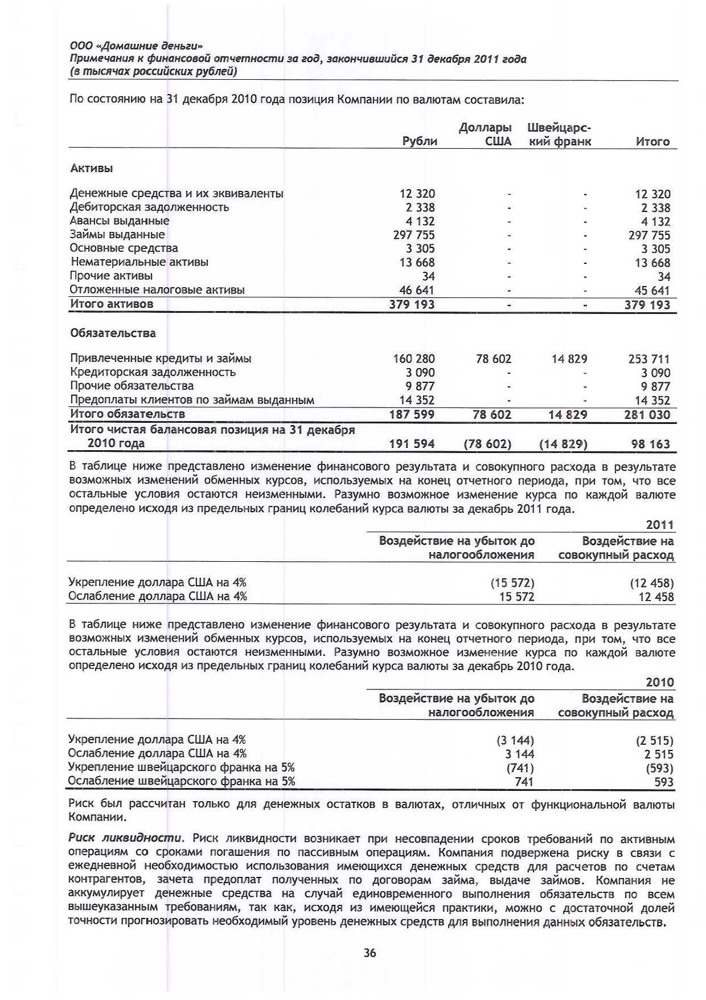 ООО «Домашние деньги»
Примечания к финансовой отчетности за год, закончившийся 31 декабря 2011 года
(в тысячах российских рублей)
По состоянию на 31 декабря 2010 года позиция Компании по валютам составила:
Доллары Швейцарс-
Рубли США кий франк Итого
Активы
Денежные средства и их эквиваленты 12 320 - - 12 320
Дебиторская задолженность 2 338 - - 2 338
Авансы выданные 4 132 - - 4 132
Займы выданные 297 755 - - 297 755
Основные средства 3 305 - - 3 305
Нематериальные активы 13 668 - - 13 668
Прочие активы 34 - - 34
Отложенные налоговые активы 46 641 - - 45 641
Итого активов 379 193 - - 379 193
Обязательства
Привлеченные кредиты и займы 160 280 78 602 14 829 253 711
Кредиторская задолженность 3 090 - - 3 090
Прочие обязательства 9 877 - - 9 877
Предоплаты клиентов по займам выданным 14 352 - - 14 352
Итого обязательств 187 599 78 602 14 829 281 030
Итого чистая балансовая позиция на 31 декабря
2010 года 191 594 (78 602) (14 829) 98 163
В таблице ниже представлено изменение финансового результата и совокупного расхода в результате
возможных изменений обменных курсов, используемых на конец отчетного периода, при том, что все
остальные условия остаются неизменными. Разумно возможное изменение курса по каждой валюте
определено исходя из предельных границ колебаний курса валюты за декабрь 2011 года.
2011
Воздействие на убыток до Воздействие на
налогообложения совокупный расход
Укрепление доллара США на 4% (15 572) (12 458)
Ослабление доллара США на 4% 15 572 12 458
В таблице ниже представлено изменение финансового результата и совокупного расхода в результате
возможных изменений обменных курсов, используемых на конец отчетного периода, при том, что все
остальные условия остаются неизменными. Разумно возможное изменение курса по каждой валюте
определено исходя из предельных границ колебаний курса валюты за декабрь 2010 года.
2010
Воздействие на убыток до Воздействие на
налогообложения совокупный расход
Укрепление доллара США на 4% (3 144) (2 515)
Ослабление доллара США на 4% 3 144 2 515
Укрепление швейцарского франка на 5% (741) (593)
Ослабление швейцарского франка на 5% 741 593
Риск был рассчитан только для денежных остатков в валютах, отличных от функциональной валюты
Компании.
Риск ликвидности. Риск ликвидности возникает при несовпадении сроков требований по активным
операциям со сроками погашения по пассивным операциям. Компания подвержена риску в связи с
ежедневной необходимостью использования имеющихся денежных средств для расчетов по счетам
контрагентов, зачета предоплат полученных по договорам займа, выдаче займов. Компания не
аккумулирует денежные средства на случай единовременного выполнения обязательств по всем
вышеуказанным требованиям, так как, исходя из имеющейся практики, можно с достаточной долей
точности прогнозировать необходимый уровень денежных средств для выполнения данных обязательств.
36